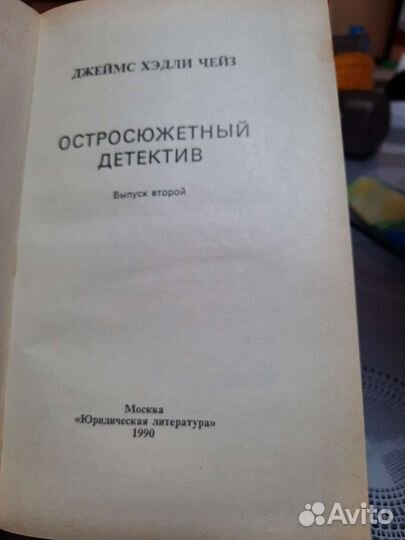 ДЖЕЙМС ХЭДЛИ ЧЕЙЗ
ОСТРОСЮЖЕТНЫЙ
ДЕТЕКТИВ
Выпуск второй
Москва
«Юридическая литература»
1990
Avito